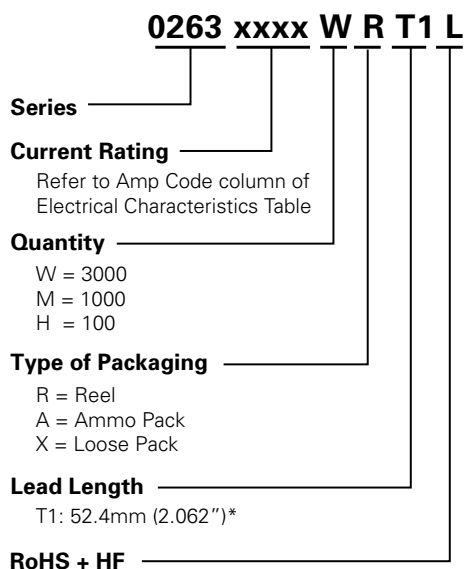 0263 xxxx W R T1 L
Series
Current Rating
Refer to Amp Code column of
Electrical Characteristics Table
Quantity
W = 3000
M = 1000
H = 100
Type of Packaging
R = Reel
A = Ammo Pack
X = Loose Pack
Lead Length
T1: 52.4mm (2.062")*
RoHS + HF